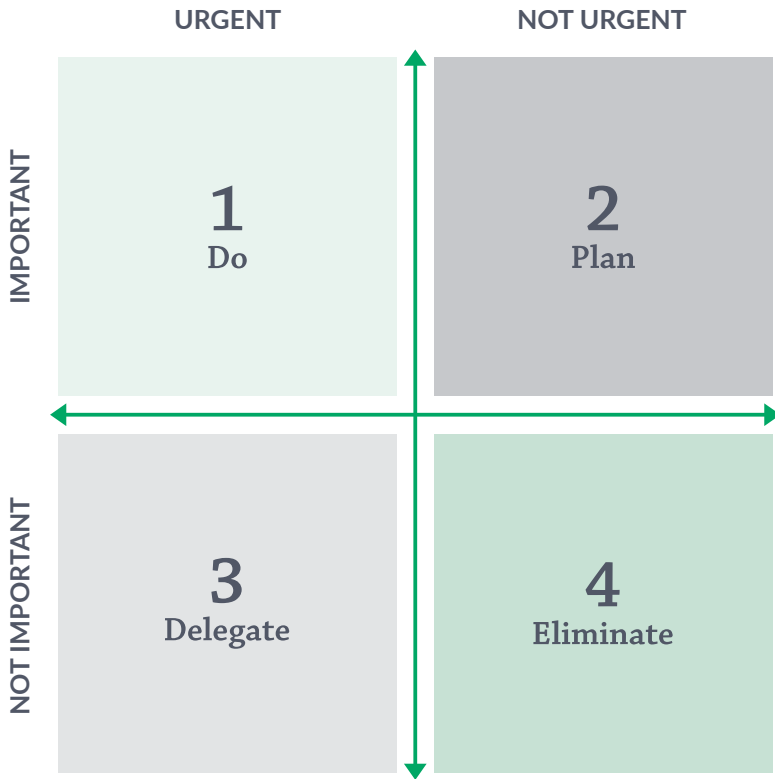 URGENT
NOT URGENT
IMPORTANT
1
Do
2
Plan
NOT IMPORTANT
3
Delegate
4
Eliminate